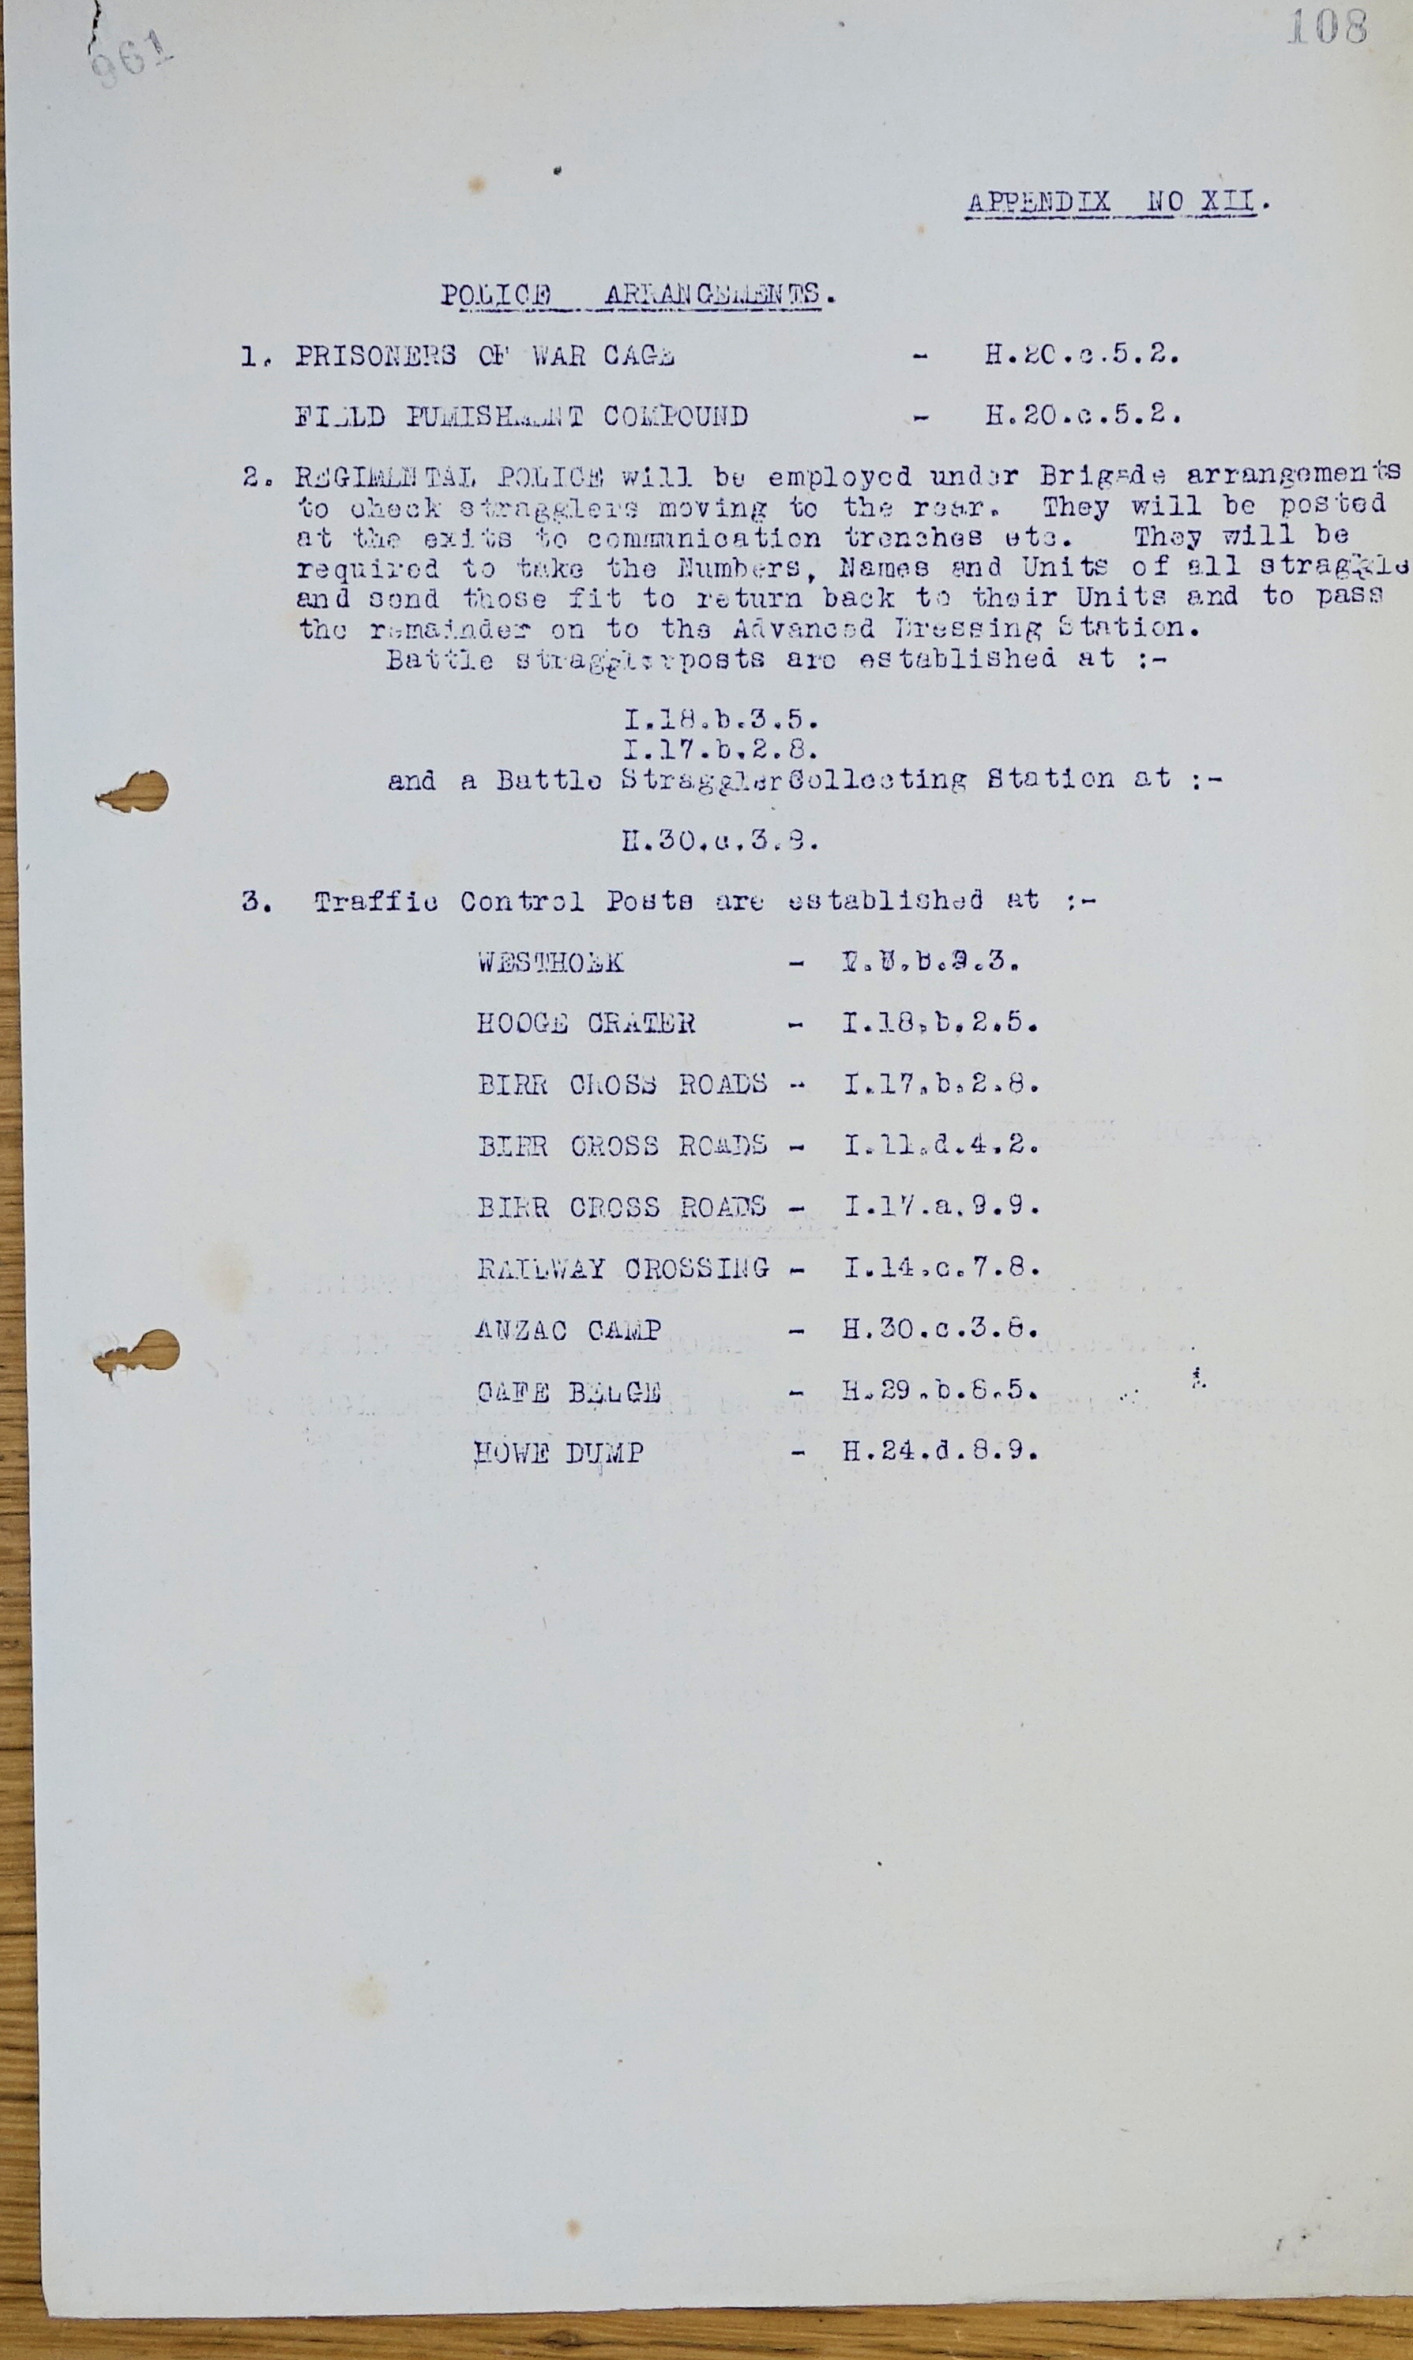 961
108
APPENDIX NO XII.
POLICE ARRANGEMENTS.
1. PRISONERS OF WAR CAGE - H.20.c.5.2.
FIELD PUMISHMENT COMPOUND - H.20.c.5.2.
2. REGIMENTAL POLICE will be employed under Brigade arrangements
to check stragglers moving to the rear. They will be posted
at the exits to communication trenches etc. They will be
required to take the Numbers, Names and Units of all straggle
and send those fit to return back to their Units and to pass
the remainder on to the Advanced Dressing Station.
Battle stragglerposts are established at :-
I.18.b.3.5.
I.17.b.2.8.
and a Battle StragglerCollecting Station at :-
H.30.c.3.8.
3. Traffic Control Posts are established at :-
WESTHOEK -
HOOGE CRATER - I.18.b.2.5.
BIRR CROSS ROADS - I.17.b.2.8.
BIRR CROSS ROADS - I.11.d.4.2.
BIRR CROSS ROADS - I.17.a.9.9.
RAILWAY CROSSING - I.14.c.7.8.
ANZAC CAMP - H.30.c.3.8.
CAFE BELGE - H.29.b.8.5.
HOWE DUMP - H.24.d.8.9.